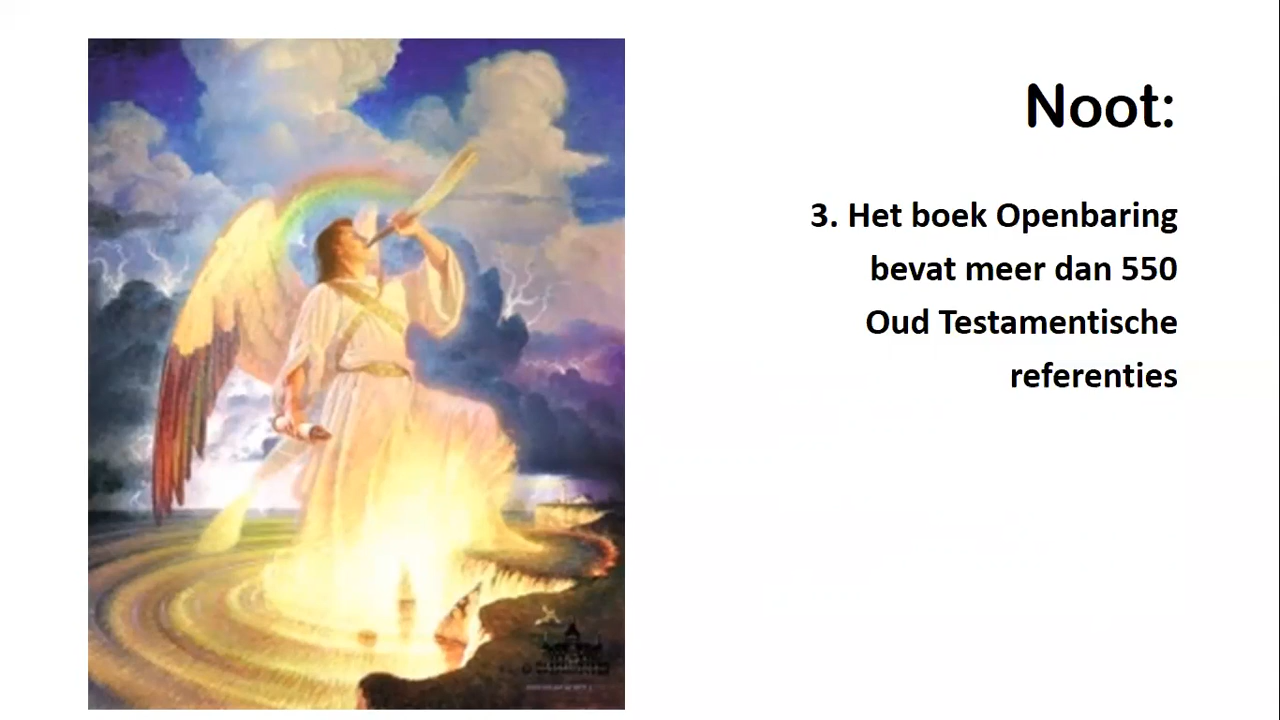 Noot:
3. Het boek Openbaring
bevat meer dan 550
Oud Testamentische
referenties